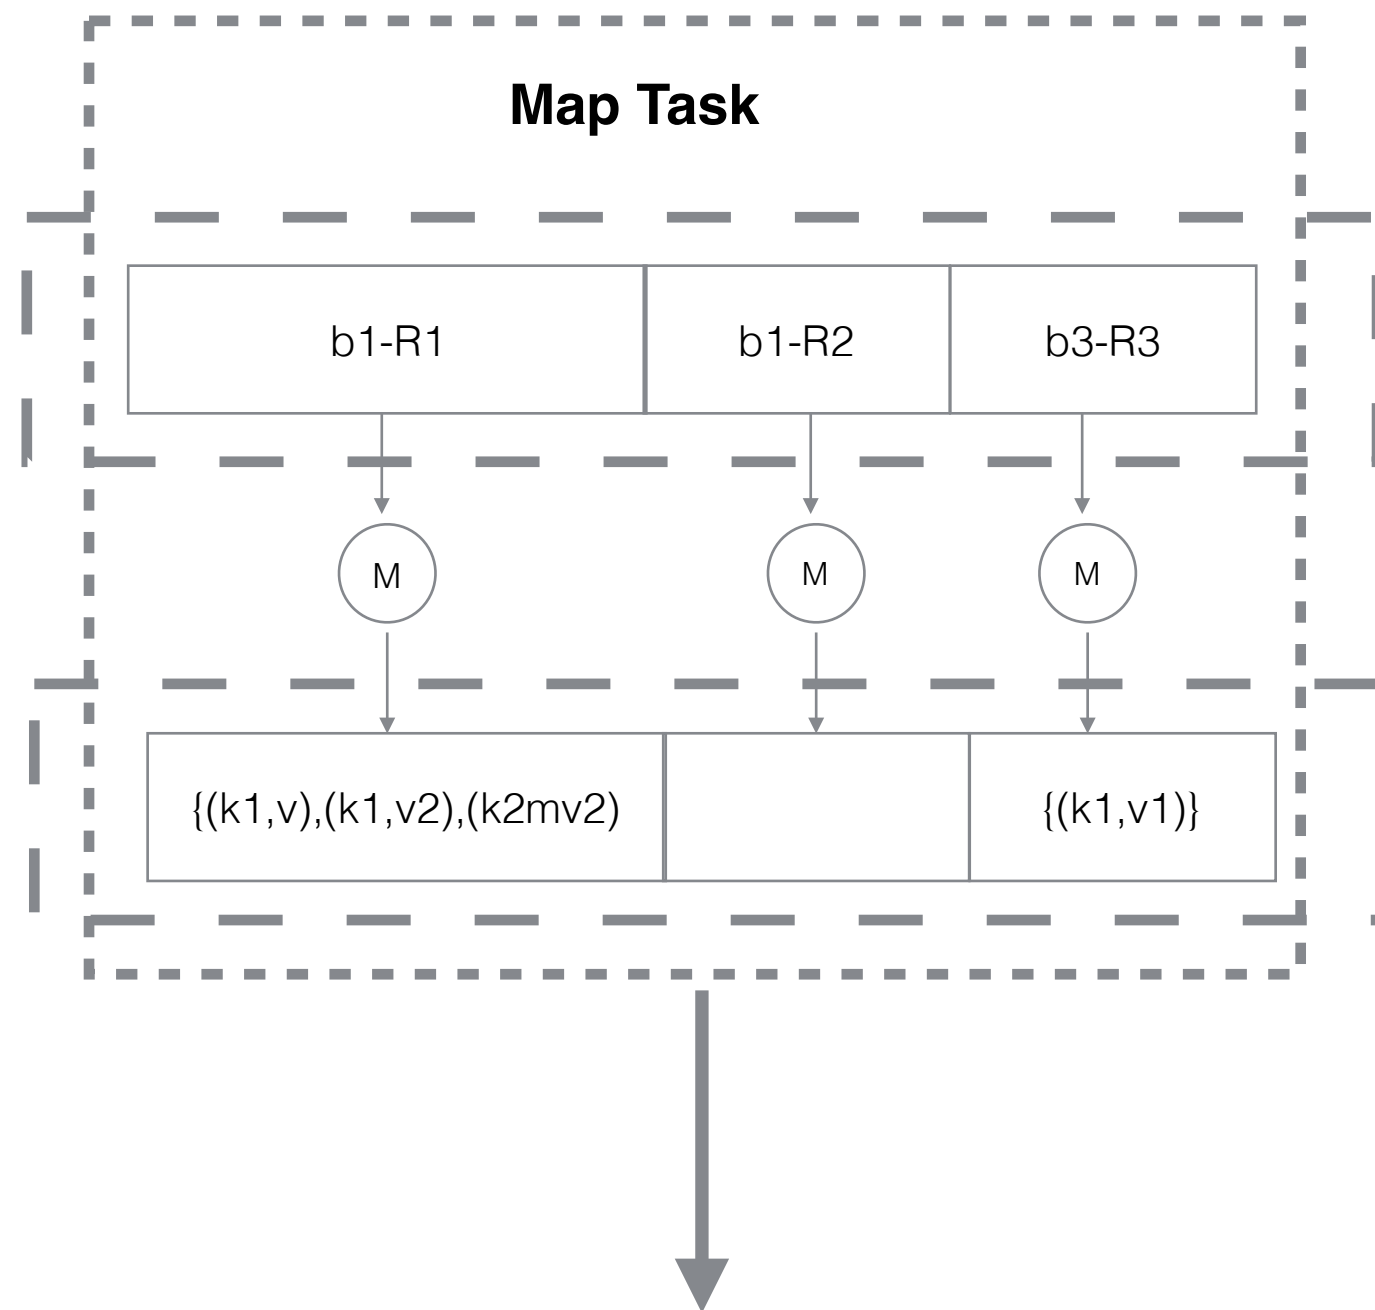 Map Task
b1-R1
b1-R2
b3-R3
M
M
M
{(k1,v),(k1,v2),(k2mv2)
{(k1,v1)}